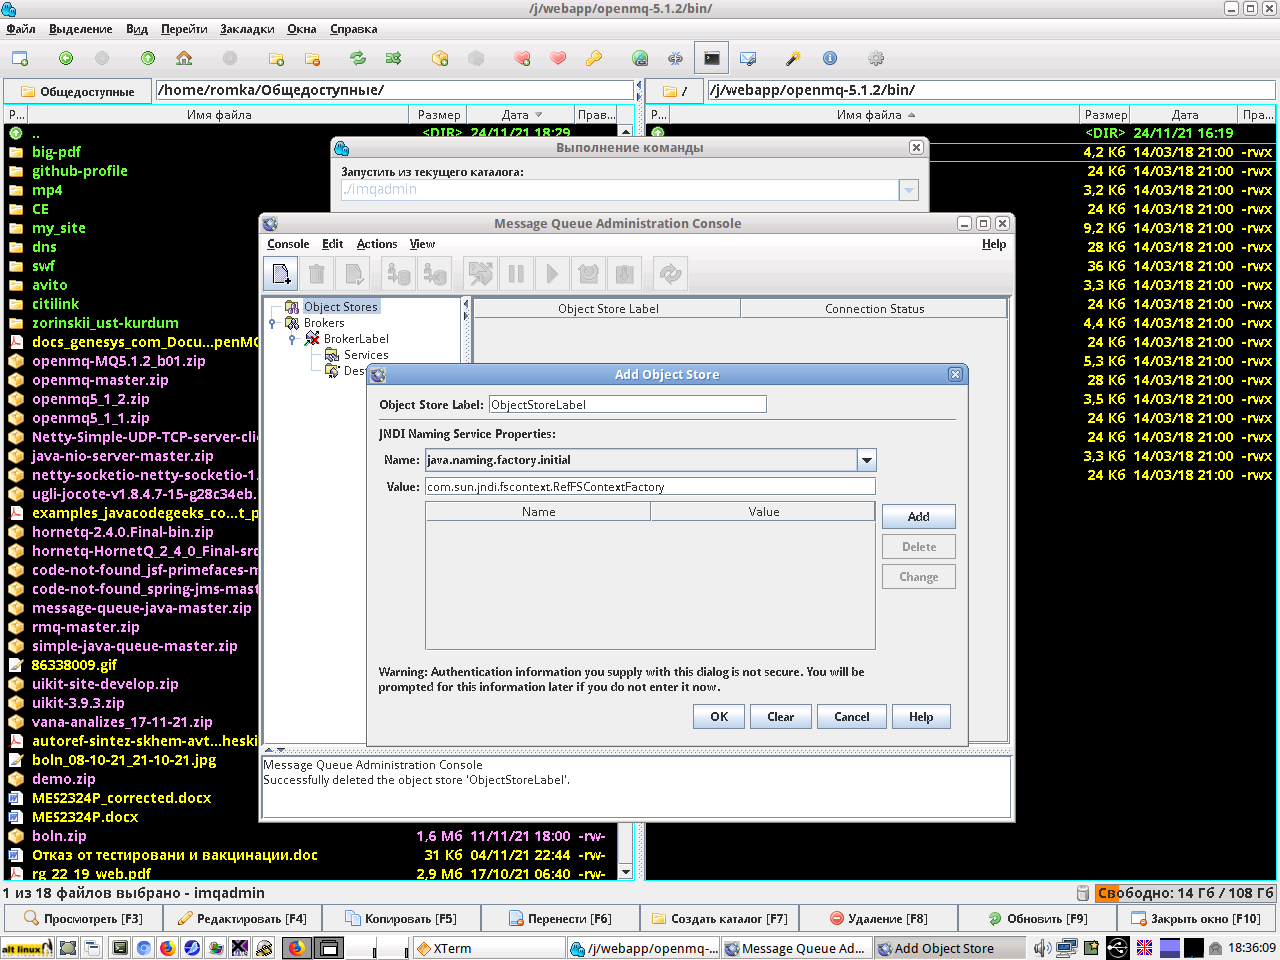 /j/webapp/openmq-5.1.2/bin/
Файл Выделение Вид Перейти Закладки Окна Справка
Общедоступные /home/romka/Общедоступные/ / /j/webapp/openmq-5.1.2/bin/
Р... Имя файла Размер Дата Прав... Р... Имя файла Размер Дата Пра...
.. <DIR> 24/11/21 18:29 <DIR> 24/11/21 16:19
big-pdf 4,2 Кб 14/03/18 21:00 -rwx
github-profile 24 Кб 14/03/18 21:00 -rwx
mp4 3,2 Кб 14/03/18 21:00 -rwx
CE 24 Кб 14/03/18 21:00 -rwx
my_site 9,2 Кб 14/03/18 21:00 -rwx
dns 28 Кб 14/03/18 21:00 -rwx
swf 36 Кб 14/03/18 21:00 -rwx
avito 3,3 Кб 14/03/18 21:00 -rwx
citilink 24 Кб 14/03/18 21:00 -rwx
zorinskii_ust-kurdum 4,4 Кб 14/03/18 21:00 -rwx
docs_genesys_com_Docu...penMC 24 Кб 14/03/18 21:00 -rwx
openmq-MQ5.1.2_b01.zip 5,3 Кб 14/03/18 21:00 -rwx
openmq-master.zip 28 Кб 14/03/18 21:00 -rwx
openmq5_1_2.zip 3,5 Кб 14/03/18 21:00 -rwx
openmq5_1_1.zip 24 Кб 14/03/18 21:00 -rwx
Netty-Simple-UDP-TCP-server-cli 24 Кб 14/03/18 21:00 -rwx
java-nio-server-master.zip 3,3 Кб 14/03/18 21:00 -rwx
netty-socketio-netty-socketio-1. 24 Кб 14/03/18 21:00 -rwx
ugli-jocote-v1.8.4.7-15-g28c34eb.
examples_javacodegeeks_co...t_p
hornetq-2.4.0.Final-bin.zip
hornetq-HornetQ_2_4_0_Final-src
code-not-found_jsf-primefaces-m
code-not-found_spring-jms-mast
message-queue-java-master.zip
rmq-master.zip
simple-java-queue-master.zip
86338009.gif
uikit-site-develop.zip
uikit-3.9.3.zip
vana-analizes_17-11-21.zip
autoref-sintez-skhem-avt...heski
boln_08-10-21_21-10-21.jpg
demo.zip
MES2324P_corrected.docx
MES2324P.docx
boln.zip 1,6 Мб 11/11/21 18:00 -rw-
Отказ от тестировани и вакцинации.doc 31 Кб 04/11/21 22:44 -rw-
rg_22_19_web.pdf 2,9 Мб 17/10/21 06:40 -rw-
Выполнение команды
Запустить из текущего каталога:
./imqadmin
Message Queue Administration Console
Console Edit Actions View Help
Object Stores
Brokers
BrokerLabel
Services
Des
Object Store Label Connection Status
Add Object Store
Object Store Label: ObjectStoreLabel
JNDI Naming Service Properties:
Name: java.naming.factory.initial
Value: com.sun.jndi.fscontext.RefFSContextFactory
Name Value
Add
Delete
Change
Warning: Authentication information you supply with this dialog is not secure. You will
prompted for this information later if you do not enter it now.
OK Clear Cancel Help
Message Queue Administration Console
Successfully deleted the object store 'ObjectStoreLabel'.
1 из 18 файлов выбрано - imqadmin Свободно: 14 Гб / 108 Гб
Просмотреть [F3] Редактировать [F4] Копировать [F5] Перенести [F6] Создать каталог [F7] Удаление [F8] Обновить [F9] Закрыть окно [F10]
alt linux XTerm /j/webapp/openmq-... Message Queue Ad... Add Object Store 18:36:09